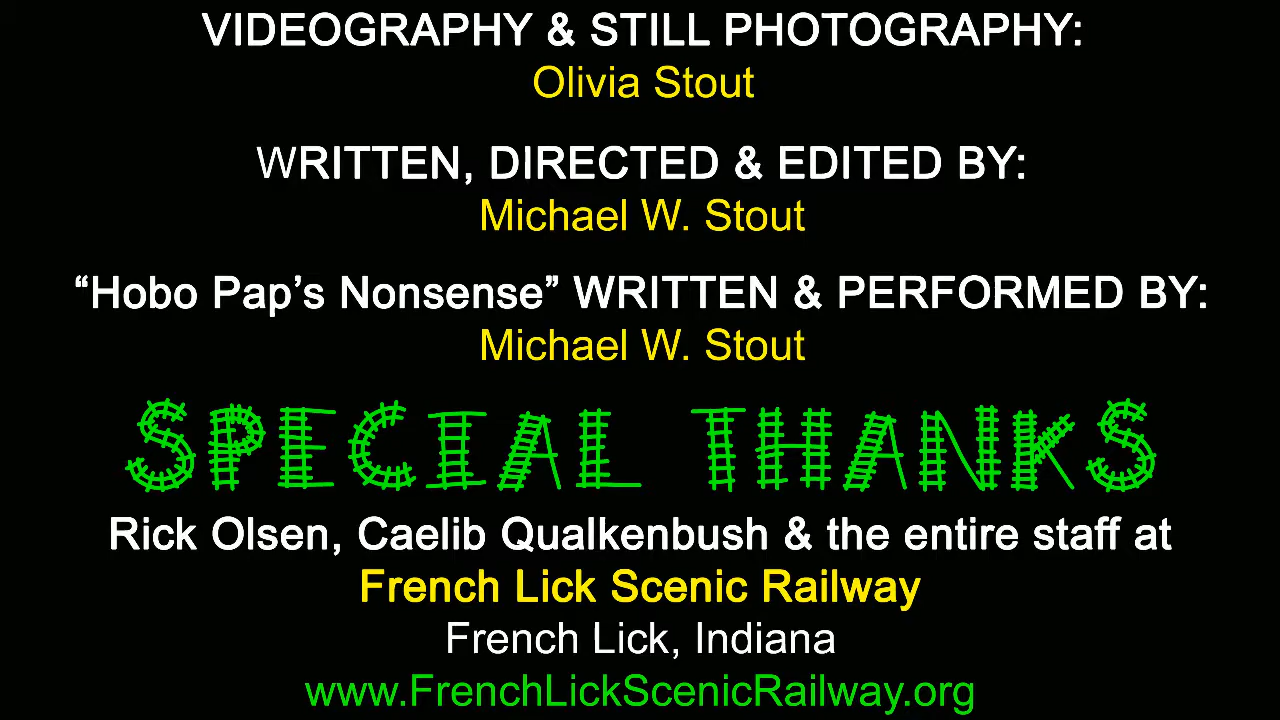 VIDEOGRAPHY & STILL PHOTOGRAPHY:
Olivia Stout
WRITTEN, DIRECTED & EDITED BY:
Michael W. Stout
“Hobo Pap’s Nonsense” WRITTEN & PERFORMED BY:
Michael W. Stout
SPECIAL THANKS
Rick Olsen, Caelib Qualkenbush & the entire staff at
French Lick Scenic Railway
French Lick, Indiana
www.FrenchLickScenicRailway.org